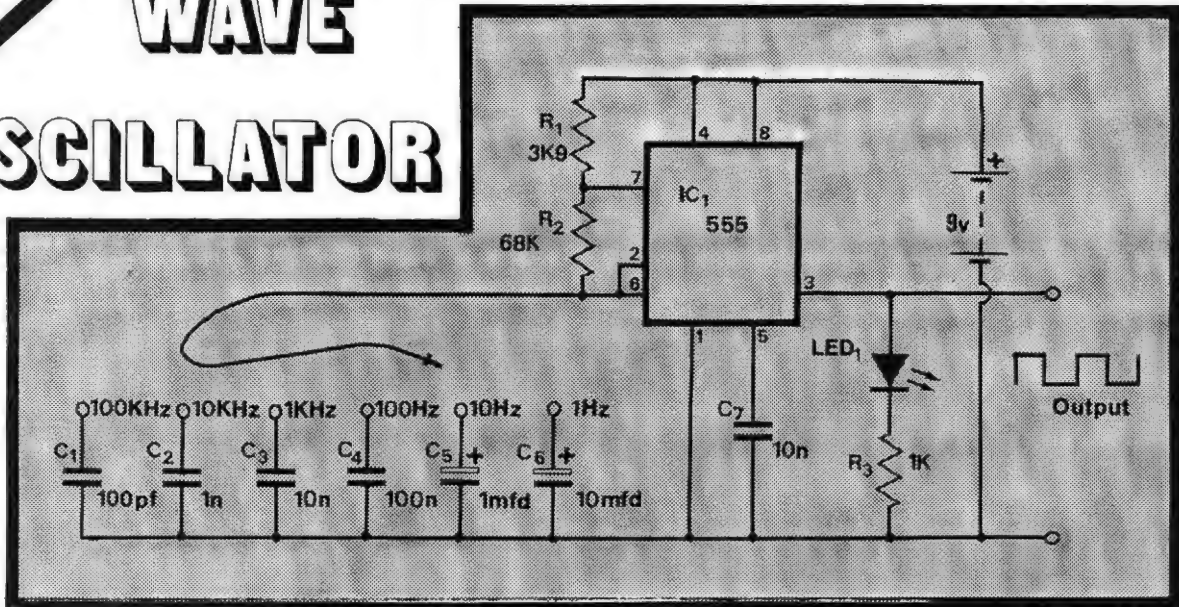 WAVE
SCILLATOR
R1
3K9
4
8
+
7
IC1
555
R2
68K
9v
2
6
3
1
5
LED1
100KHz
10KHz
1KHz
100Hz
10Hz
1Hz
Output
C1
C2
C3
C4
C5 +
C6 +
C7
10n
R3
1K
100pf
1n
10n
100n
1mfd
10mfd